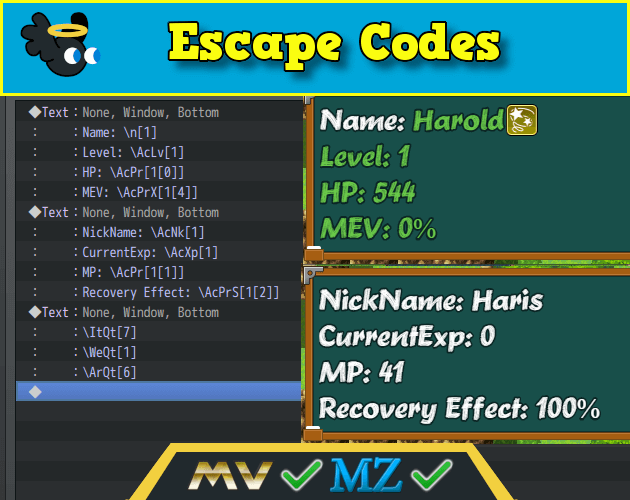 Escape Codes
◆Text：None, Window, Bottom
：　　：Name: \n[1]
：　　：Level: \AcLv[1]
：　　：HP: \AcPr[1[0]]
：　　：MEV: \AcPrX[1[4]]
◆Text：None, Window, Bottom
：　　：NickName: \AcNk[1]
：　　：CurrentExp: \AcXp[1]
：　　：MP: \AcPr[1[1]]
：　　：Recovery Effect: \AcPrS[1[2]]
◆Text：None, Window, Bottom
：　　：\ItQt[7]
：　　：\WeQt[1]
：　　：\ArQt[6]
◆
Name: Harold
Level: 1
HP: 544
MEV: 0%
NickName: Haris
CurrentExp: 0
MP: 41
Recovery Effect: 100%
MV MZ